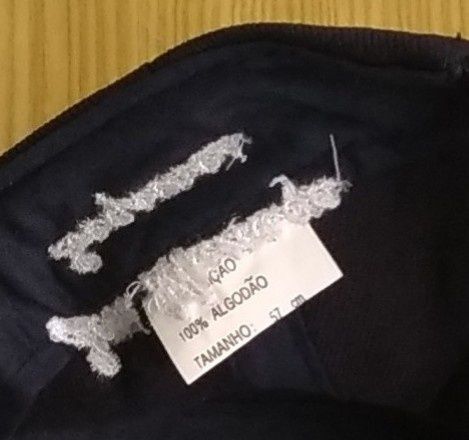 ÇÃO
100% ALGODÃO
TAMANHO: 57 cm